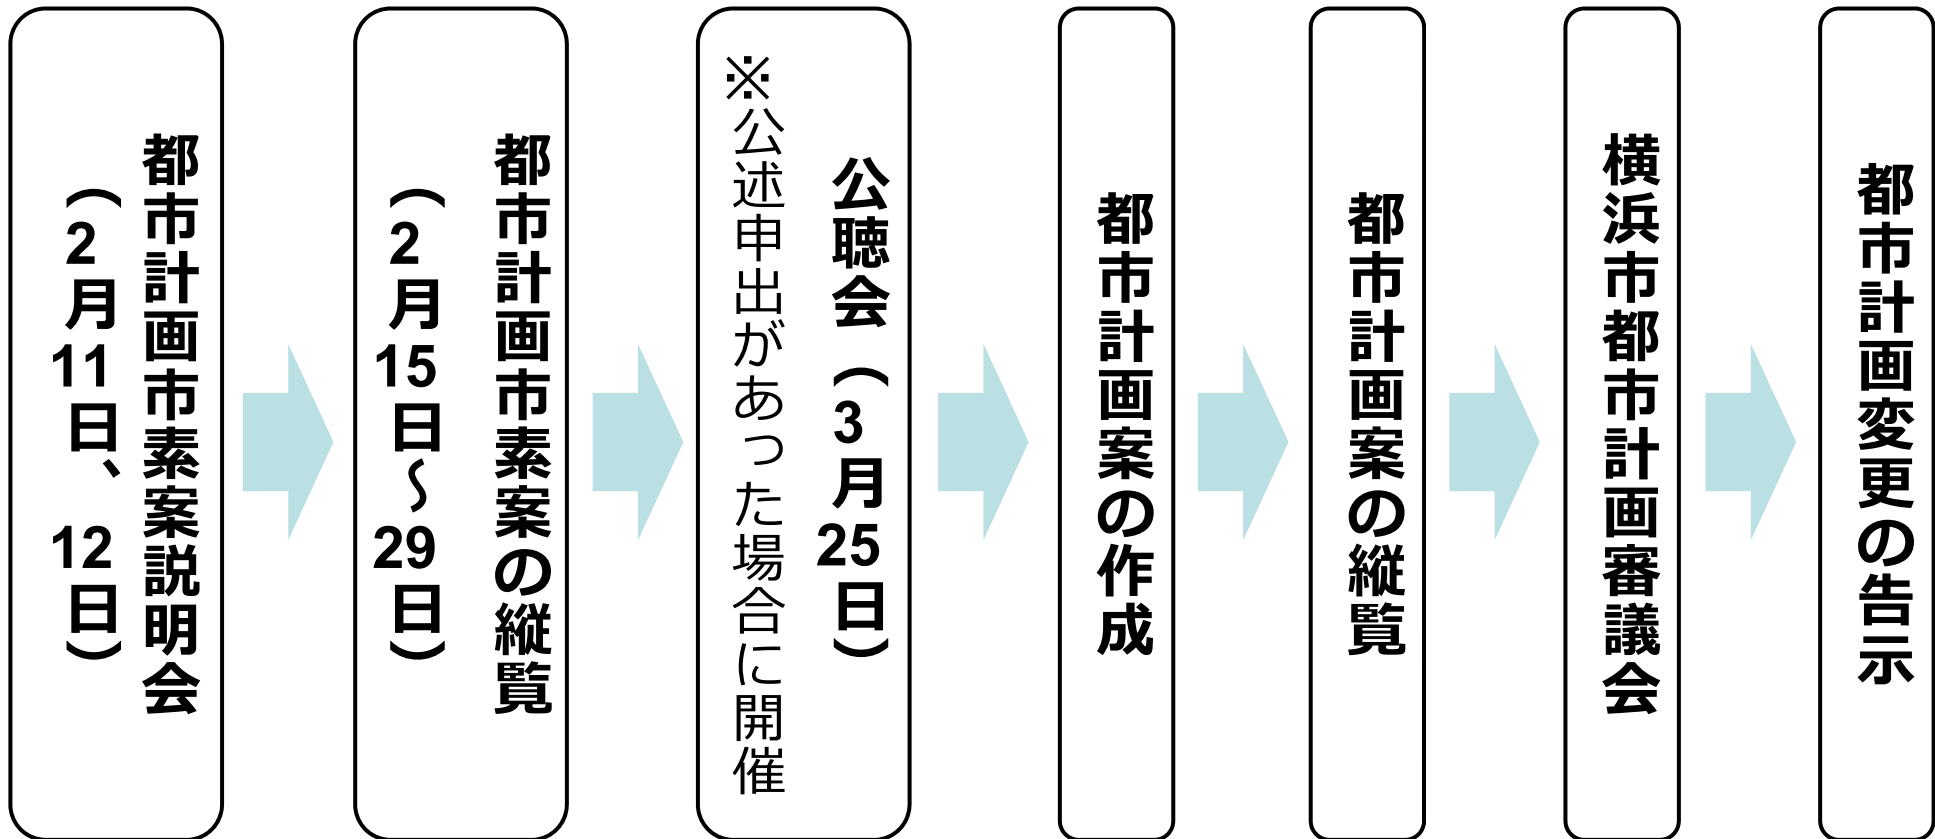 都市計画市素案説明会
（2月11日、12日）
都市計画市素案の縦覧
（2月15日～29日）
公聴会（3月25日）
※公述申出があった場合に開催
都市計画案の作成
都市計画案の縦覧
横浜市都市計画審議会
都市計画変更の告示